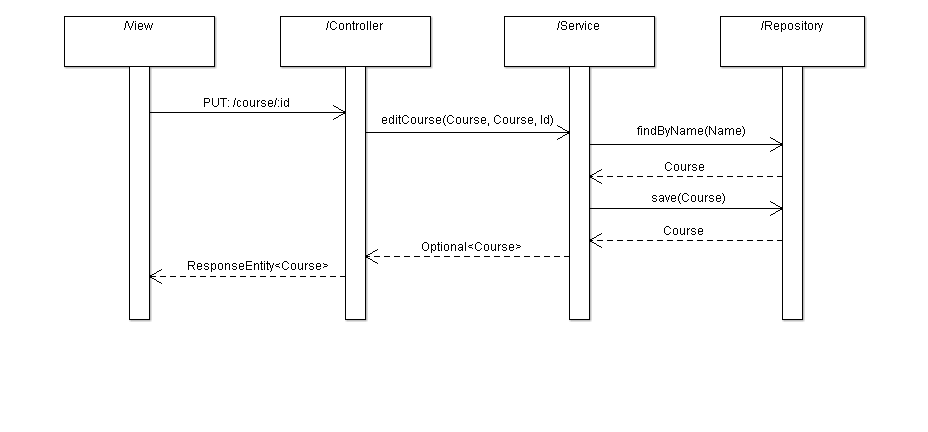 /View
/Controller
/Service
/Repository
PUT: /course/:id
editCourse(Course, Course, Id)
findByName(Name)
Course
save(Course)
Course
Optional<Course>
ResponseEntity<Course>